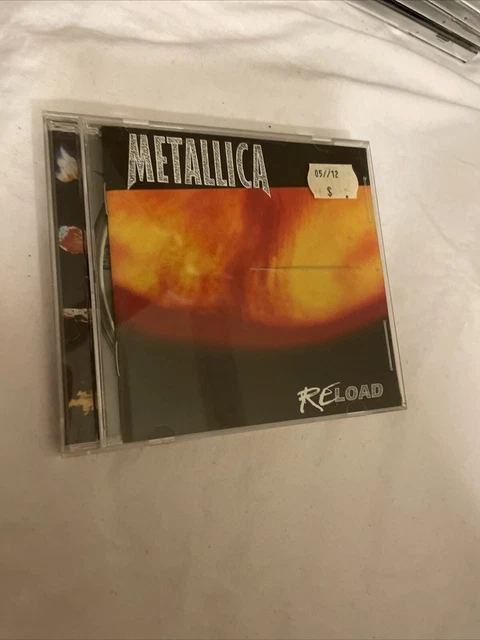 METALLICA
05//12
$ .
RELOAD